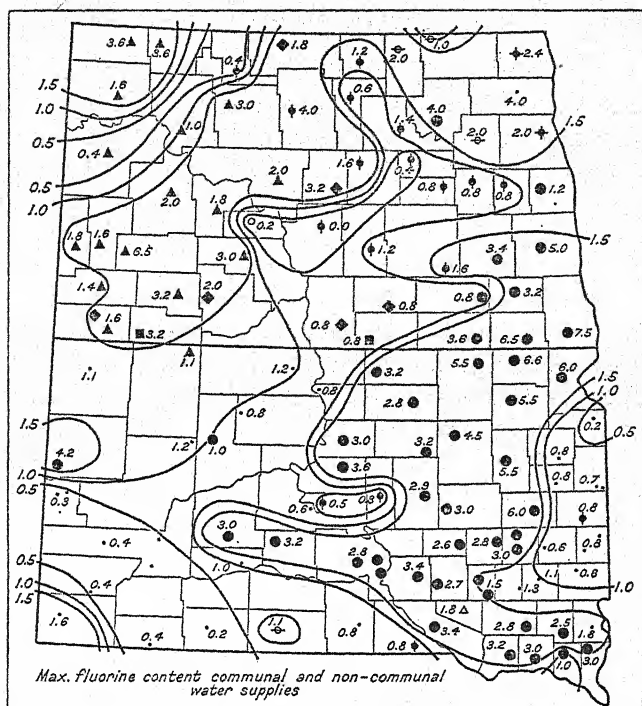 3.6 3.6 1.8 1.2 2.0 1.0 2.4
1.5 0.4
1.6 0.6 4.0
1.0 3.0 4.0 4.0
0.5 1.0 1.4 2.0 2.0 1.5
0.4 1.6 0.4
0.5 2.0 3.2 0.8 0.8 0.8 1.2
1.0 2.0 1.8
0.2 0.0
1.8 1.6 6.5 3.0 1.2 3.4 5.0 1.5
1.6
1.4 3.2 2.0 0.8 0.8 3.2
1.6 3.2 0.8 0.8 3.6 6.5 7.5
1.1 1.1 1.2 3.2 5.5 6.6 6.0
0.8 2.8 5.5 1.5
1.5 0.8 1.0
4.2 1.2 1.0 3.0 3.2 4.5 0.8 0.2 0.5
1.0 3.6 5.5 0.8 0.7
0.5 0.3 0.6 0.5 0.3 2.9 3.0 6.0 0.8
3.0 3.2 2.6 2.8 3.0 0.6 0.8
0.4 1.0 2.8 3.4 2.7 1.5 1.3 1.1 0.8
0.5 1.0
1.0 0.4
1.5 1.8
1.6 0.4 0.2 1.1 0.8 0.8 3.4 2.8 2.5 1.8
3.2 3.0 1.0 3.0
Max. fluorine content communal and non-communal
water supplies